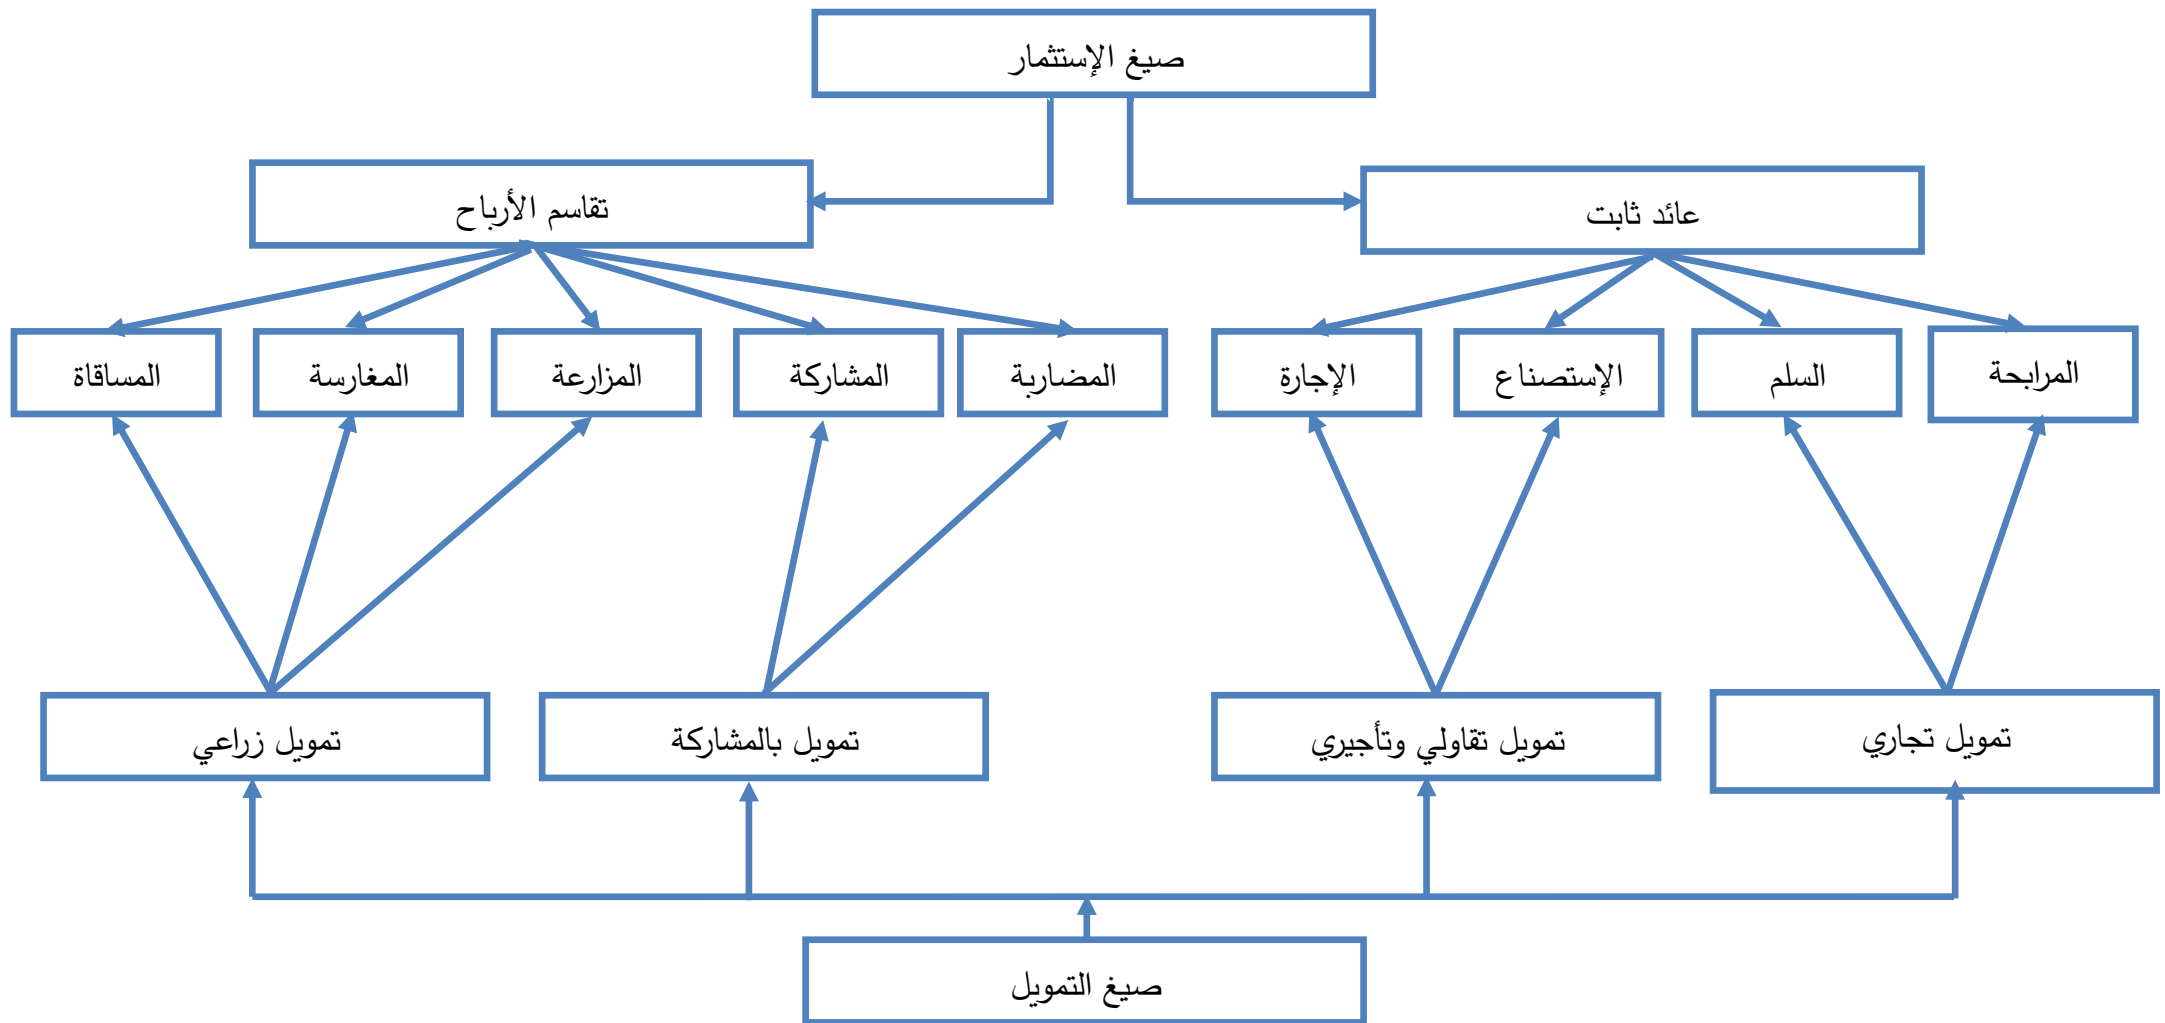 صيغ الإستثمار
عائد ثابت
تقاسم الأرباح
المرابحة
السلم
الإستصناع
الإجارة
المضاربة
المشاركة
المزارعة
المغارسة
المساقاة
تمويل تجاري
تمويل تقاولي وتأجيري
تمويل بالمشاركة
تمويل زراعي
صيغ التمويل